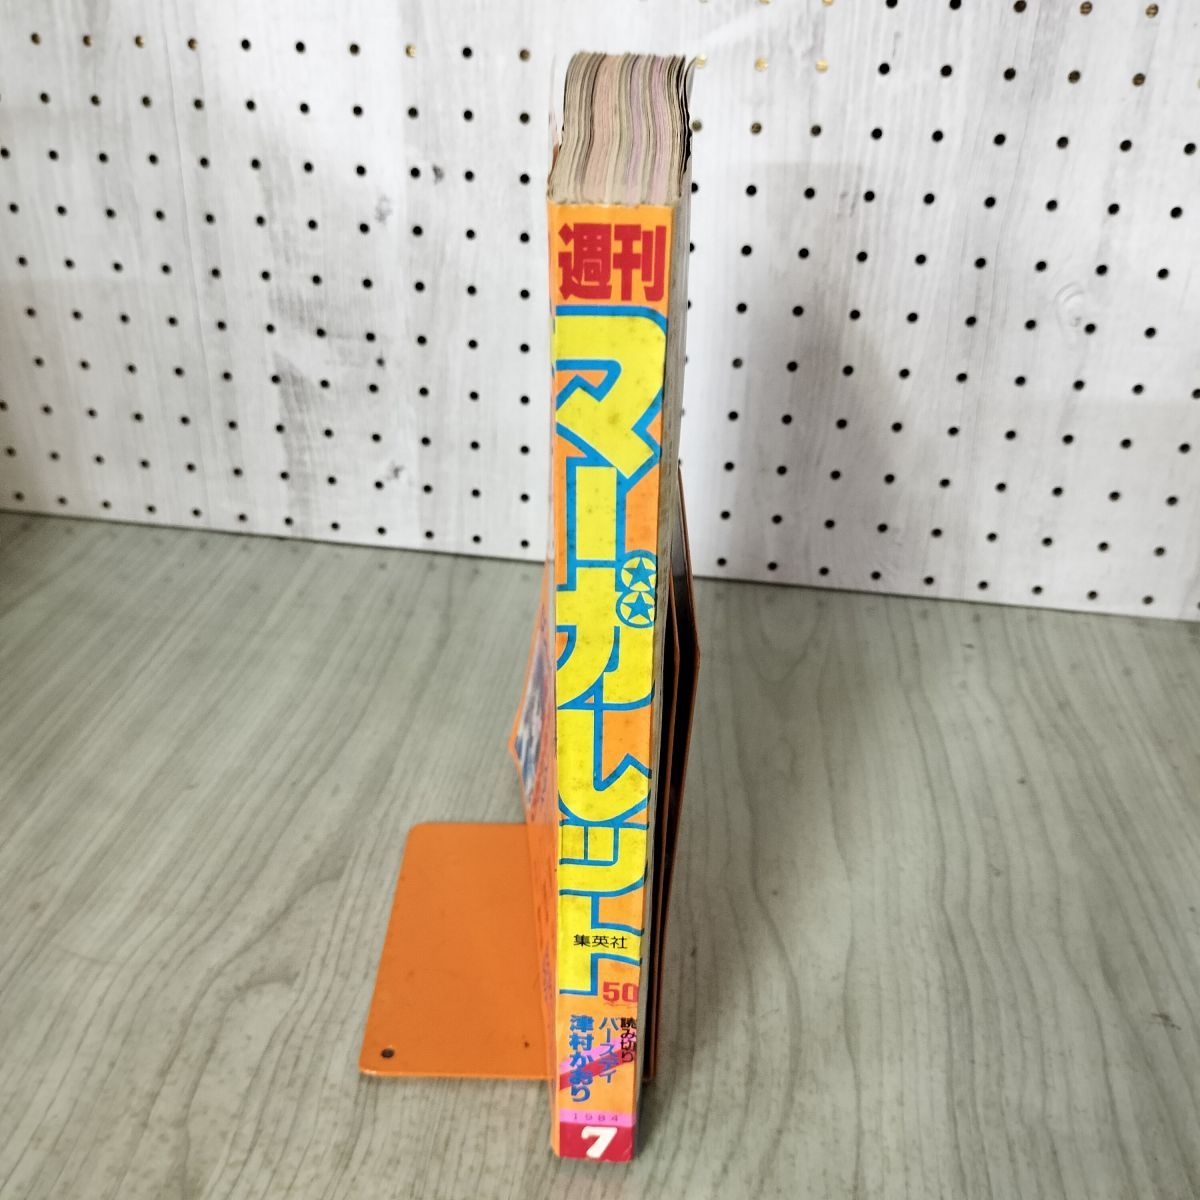 週刊
マーガレット
集英社
50
読み切り
バースデイ
津村かおり
1984
7